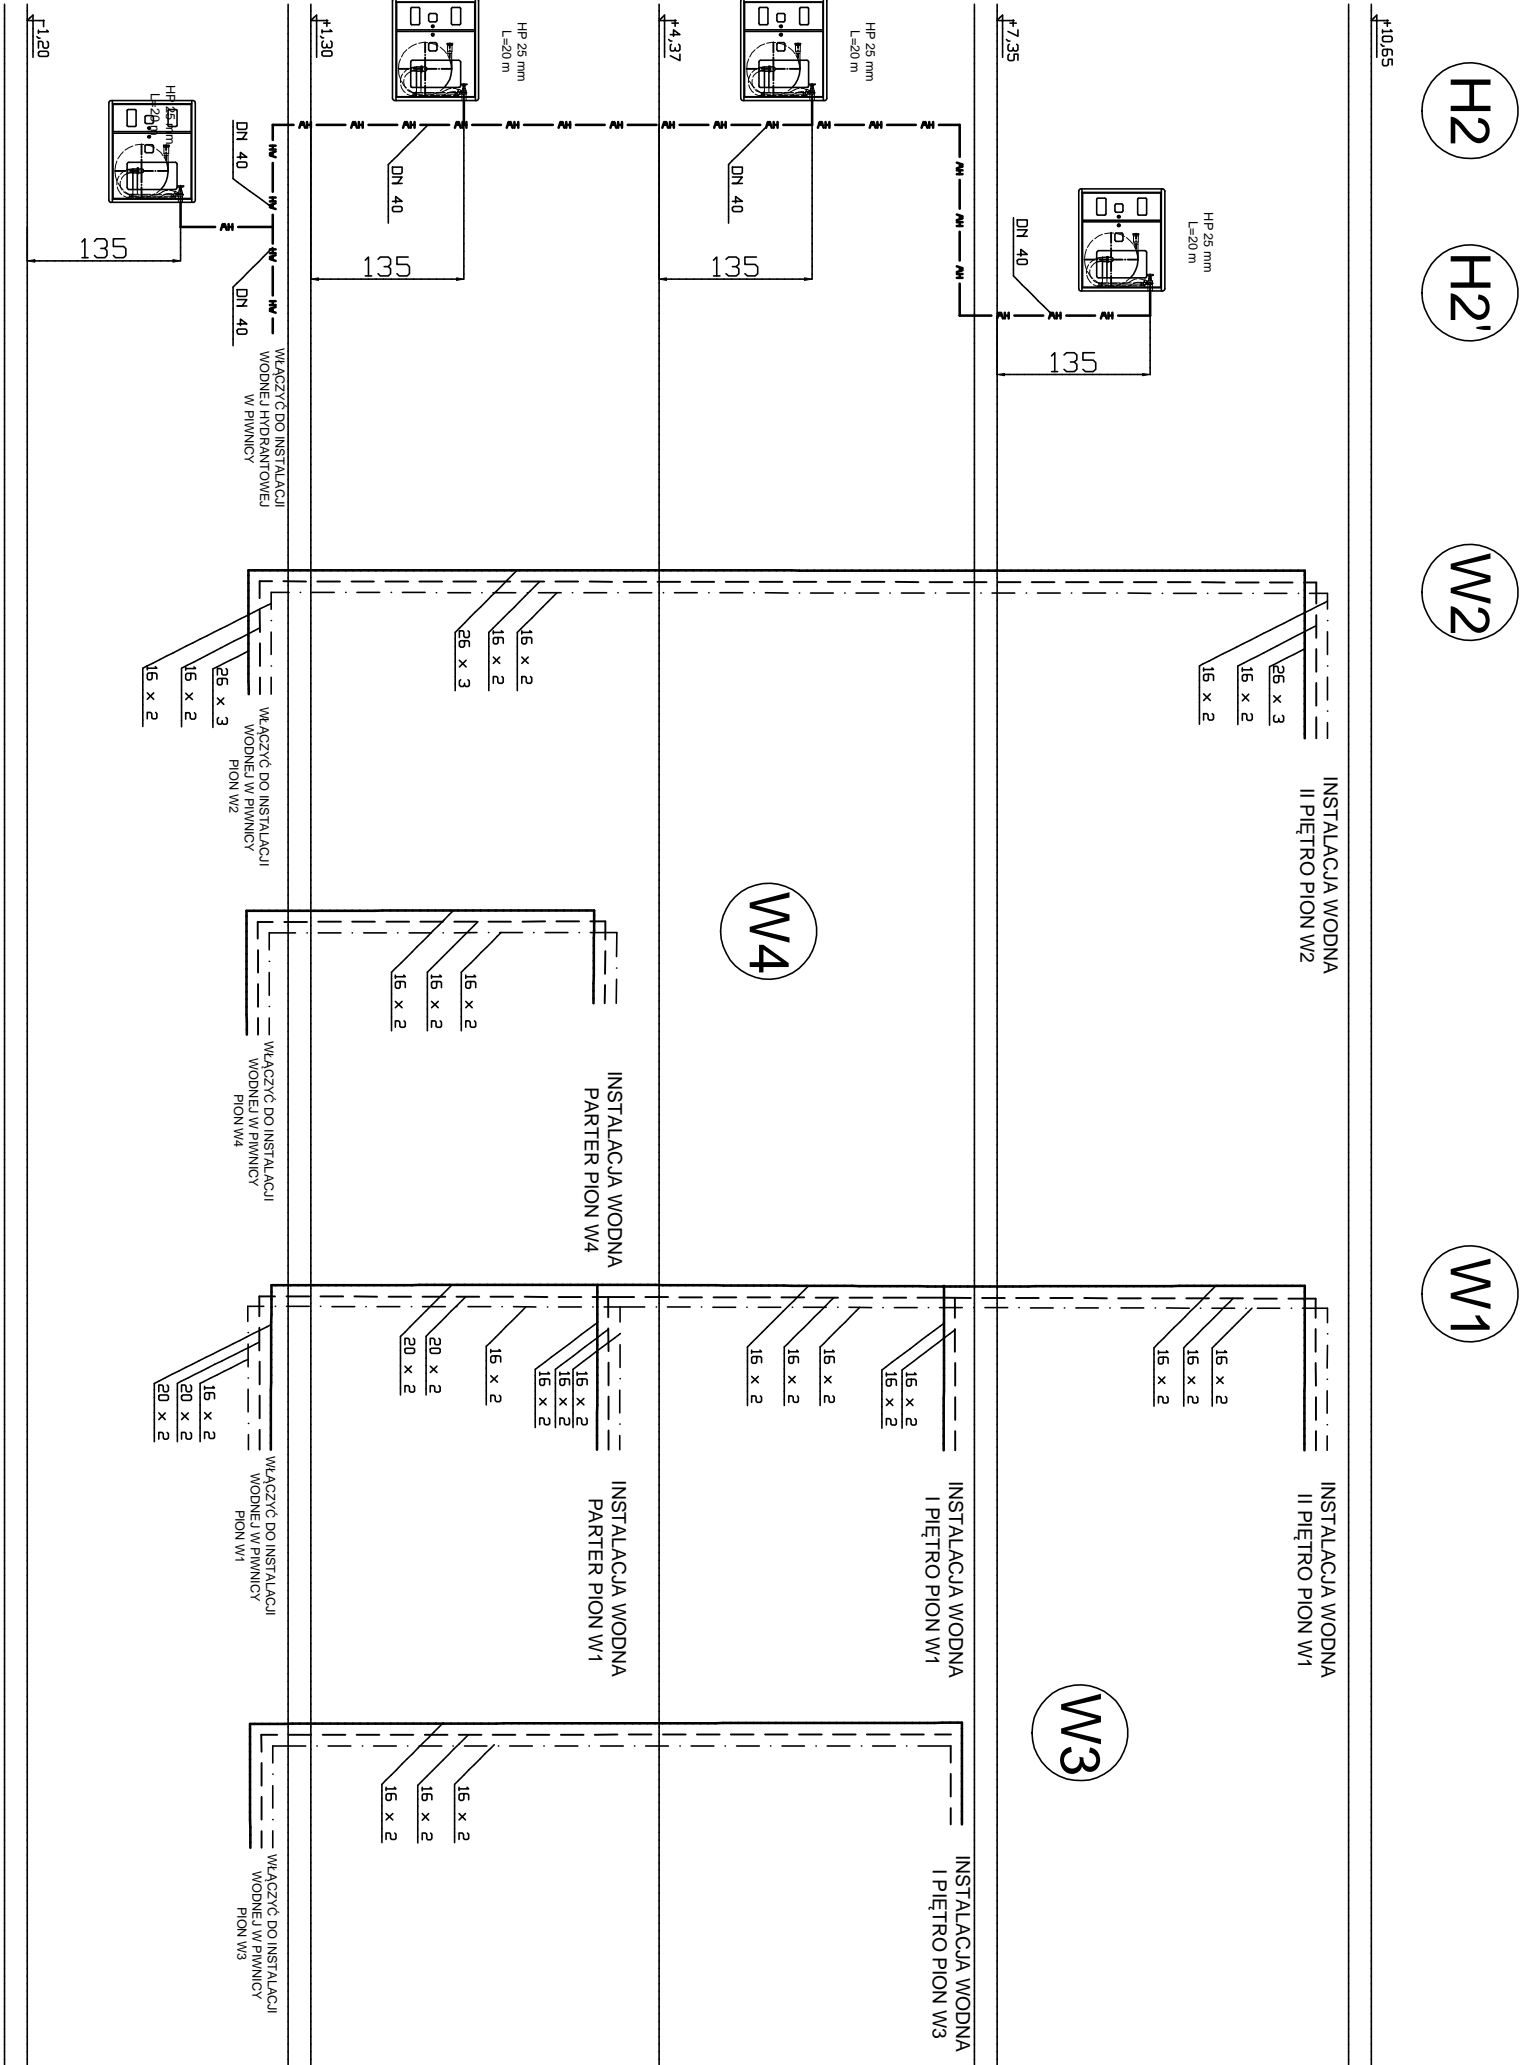 H2
H2'
W2
W1
+10,65
INSTALACJA WODNA
II PIĘTRO PION W2
26 x 3
16 x 2
16 x 2
INSTALACJA WODNA
II PIĘTRO PION W1
16 x 2
16 x 2
16 x 2
W3
HP 25 mm
L=20 m
DN 40
135
+7,35
INSTALACJA WODNA
I PIĘTRO PION W1
16 x 2
16 x 2
INSTALACJA WODNA
I PIĘTRO PION W3
W4
HP 25 mm
L=20 m
DN 40
135
16 x 2
16 x 2
16 x 2
+4,37
INSTALACJA WODNA
PARTER PION W4
INSTALACJA WODNA
PARTER PION W1
16 x 2
16 x 2
16 x 2
HP 25 mm
L=20 m
DN 40
135
16 x 2
16 x 2
26 x 3
16 x 2
16 x 2
16 x 2
16 x 2
20 x 2
20 x 2
16 x 2
16 x 2
16 x 2
+1,30
HP 25 mm
L=20 m
DN 40
DN 40
135
WŁĄCZYĆ DO INSTALACJI
WODNEJ HYDRANTOWEJ
W PIWNICY
26 x 3
16 x 2
16 x 2
WŁĄCZYĆ DO INSTALACJI
WODNEJ W PIWNICY
PION W2
WŁĄCZYĆ DO INSTALACJI
WODNEJ W PIWNICY
PION W4
16 x 2
20 x 2
20 x 2
WŁĄCZYĆ DO INSTALACJI
WODNEJ W PIWNICY
PION W1
WŁĄCZYĆ DO INSTALACJI
WODNEJ W PIWNICY
PION W3
-1,20